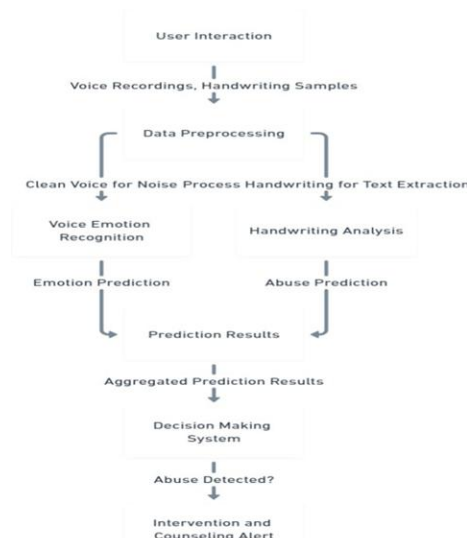 User Interaction
Voice Recordings, Handwriting Samples
Data Preprocessing
Clean Voice for Noise Process Handwriting for Text Extraction
Voice Emotion
Recognition
Handwriting Analysis
Emotion Prediction
Abuse Prediction
Prediction Results
Aggregated Prediction Results
Decision Making
System
Abuse Detected?
Intervention and
Counseling Alert